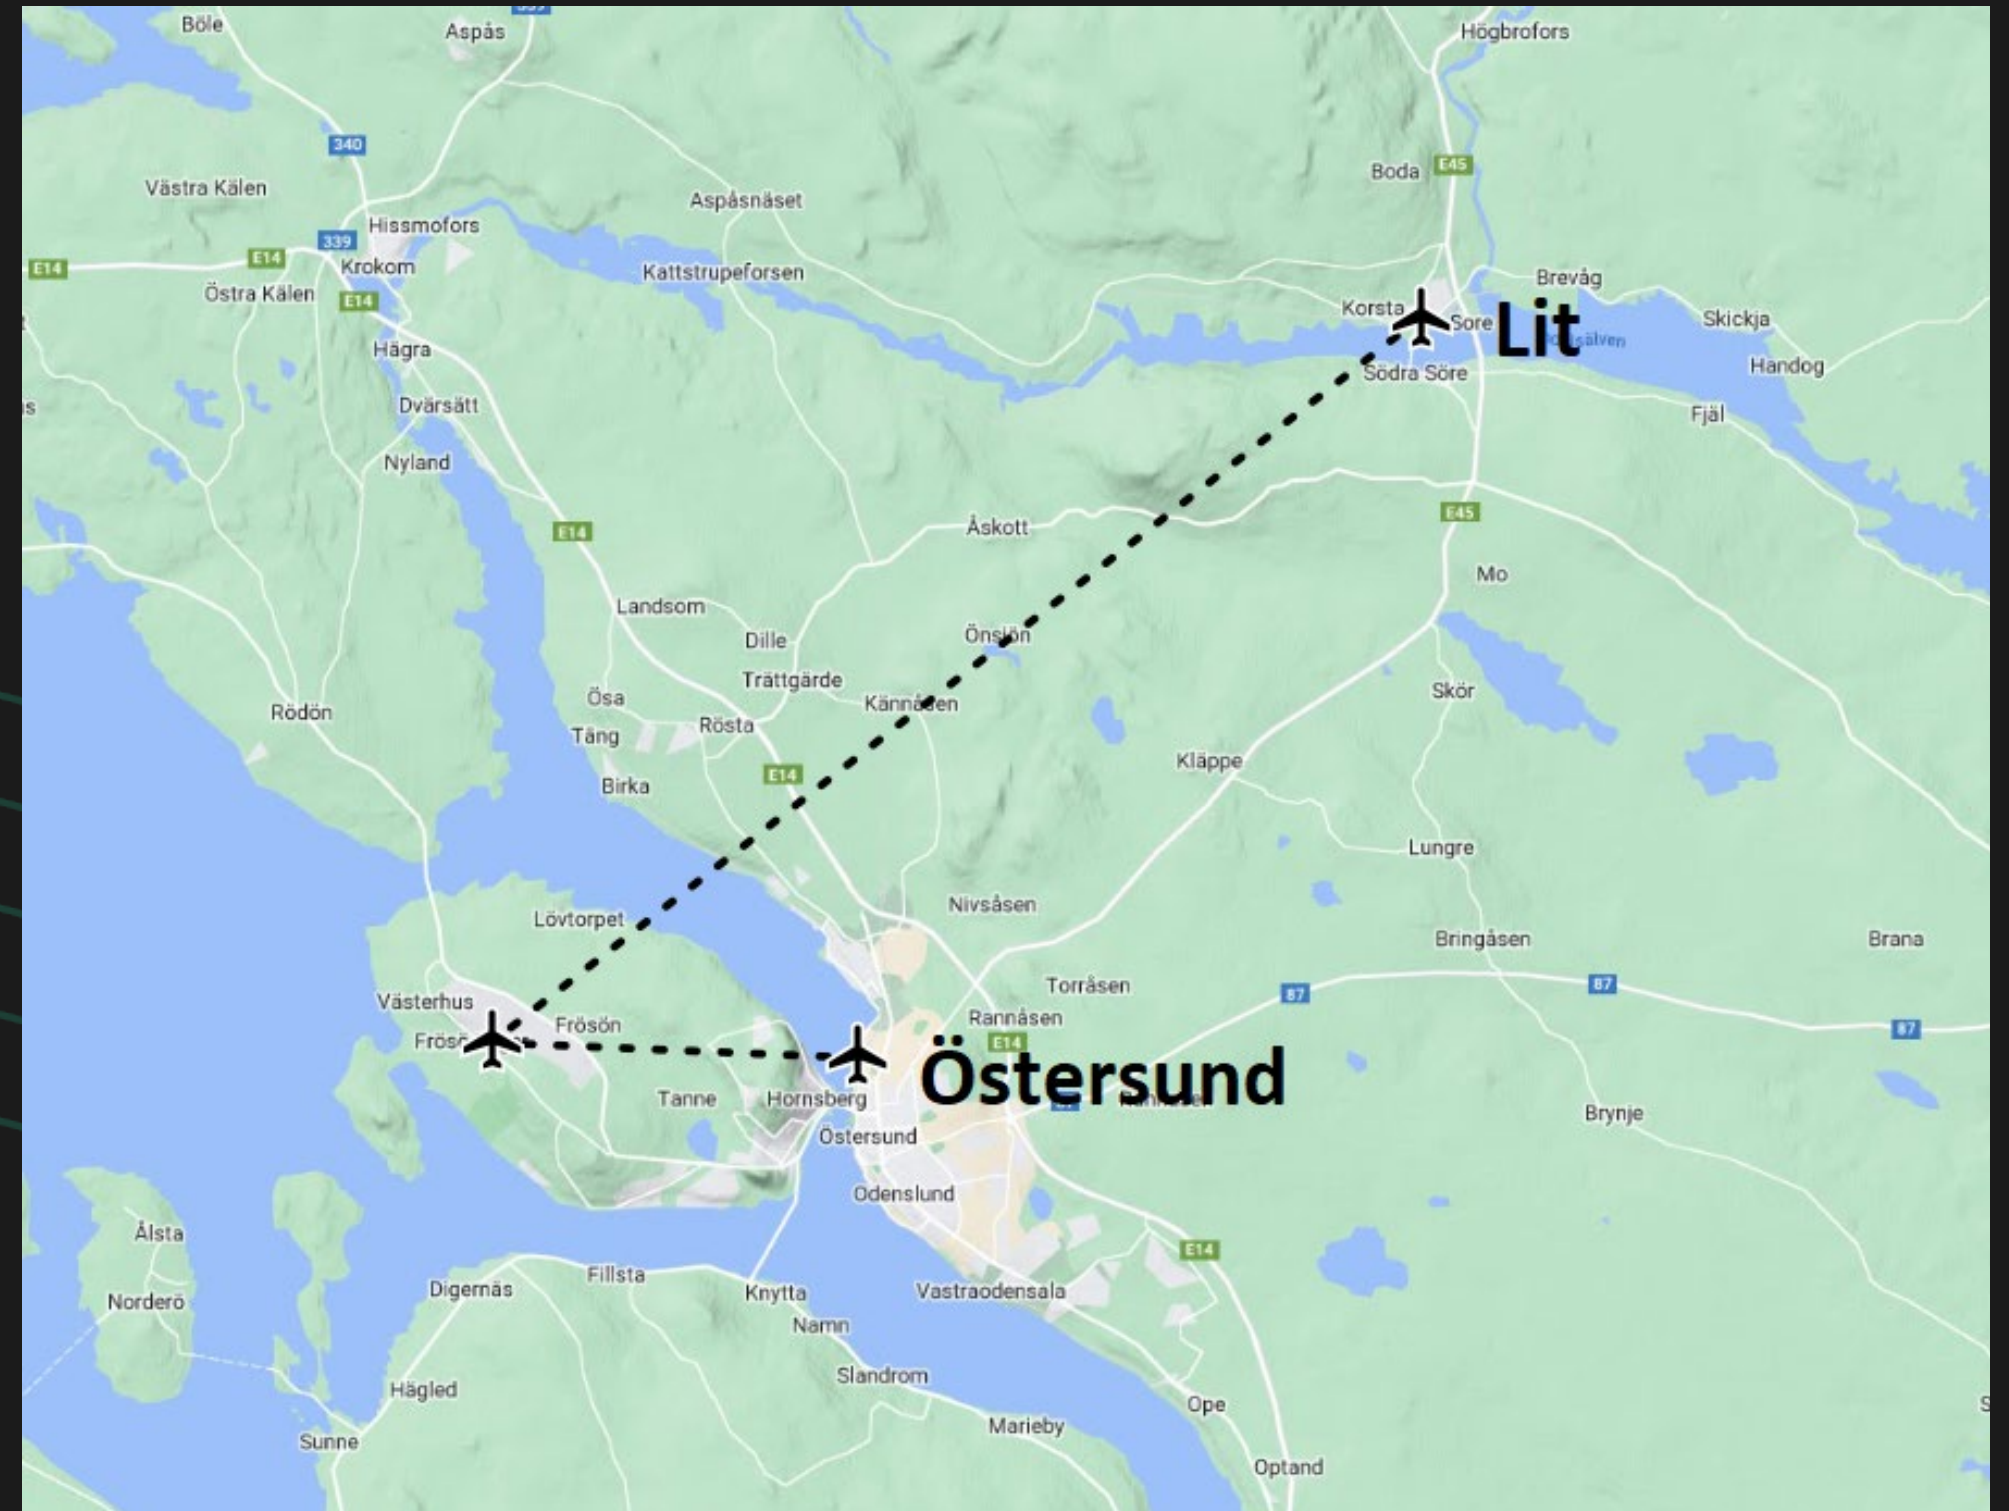 Böle
Aspås
339
Högbrofors
340
Boda
E45
Västra Kälen
Aspåsnäset
Hissmofors
339
E14
E14
Krokom
Kattstrupeforsen
Brevåg
Östra Kälen
E14
Korsta
Sore
Lit
Skickja
Hägra
Södra Söre
Handog
Dvärsätt
Fjäl
Nyland
E14
Åskott
E45
Mo
Landsom
Dille
Önsjön
Trättgärde
Ösa
Kännåsen
Skör
Rödön
Rösta
Tång
Kläppe
E14
Birka
Lungre
Nivsåsen
Lövtorpet
Bringåsen
Brana
Torråsen
87
87
Västerhus
Frösön
Rannåsen
87
E14
Östersund
Tanne
Hornsberg
Brynje
Östersund
Odenslund
Ålsta
E14
Fillsta
Digernäs
Knytta
Vastraodensala
Norderö
Namn
Slandrom
Hägled
Ope
Marieby
Sunne
Optand